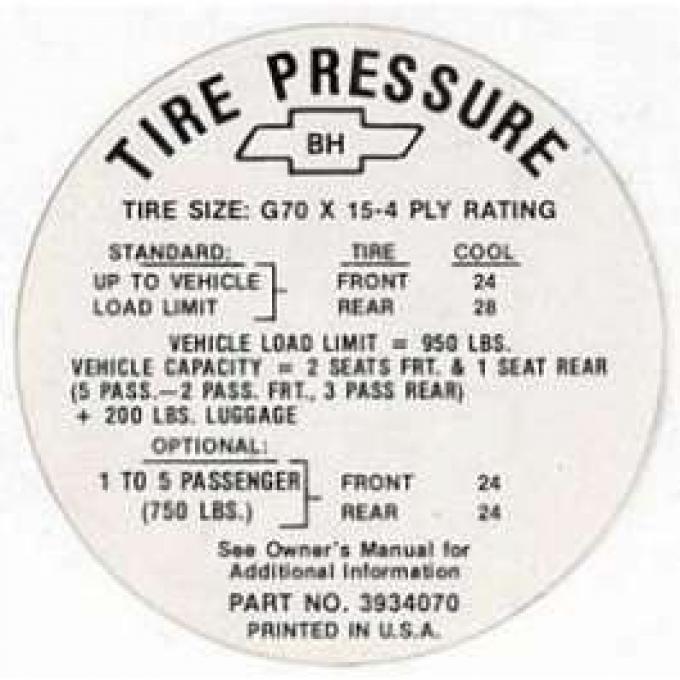 TIRE PRESSURE
BH
TIRE SIZE: G70 X 15-4 PLY RATING
STANDARD: TIRE COOL
UP TO VEHICLE FRONT 24
LOAD LIMIT REAR 28
VEHICLE LOAD LIMIT = 950 LBS.
VEHICLE CAPACITY = 2 SEATS FRT. & 1 SEAT REAR
(5 PASS.—2 PASS. FRT., 3 PASS REAR)
+ 200 LBS. LUGGAGE
OPTIONAL:
1 TO 5 PASSENGER FRONT 24
(750 LBS.) REAR 24
See Owner's Manual for
Additional Information
PART NO. 3934070
PRINTED IN U.S.A.